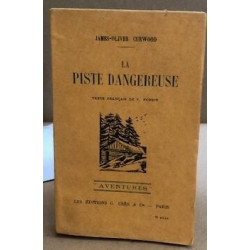 JAMES-OLIVER CURWOOD
LA
PISTE DANGEREUSE
AVENTURES
LES ÉDITIONS G. CRÈS & Cie - PARIS